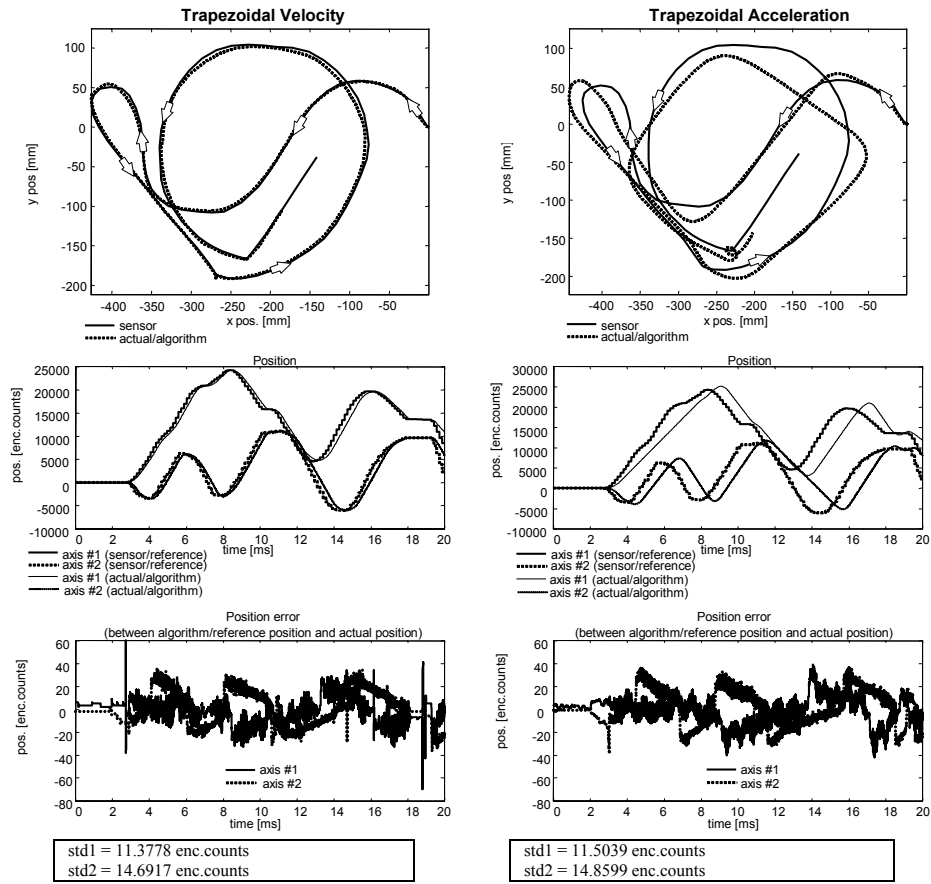 Trapezoidal Velocity
100
50
0
-50
-100
-150
-200
y pos [mm]
-400 -350 -300 -250 -200 -150 -100 -50
x pos. [mm]
sensor
actual/algorithm
Position
25000
20000
15000
10000
5000
0
-5000
-10000
pos. [enc.counts]
0 2 4 6 8 10 12 14 16 18 20
time [ms]
axis #1 (sensor/reference)
axis #2 (sensor/reference)
axis #1 (actual/algorithm)
axis #2 (actual/algorithm)
Position error
(between algorithm/reference position and actual position)
60
40
20
0
-20
-40
-60
-80
pos. [enc.counts]
axis #1
axis #2
0 2 4 6 8 10 12 14 16 18 20
time [ms]
std1 = 11.3778 enc.counts
std2 = 14.6917 enc.counts
Trapezoidal Acceleration
100
50
0
-50
-100
-150
-200
y pos [mm]
-400 -350 -300 -250 -200 -150 -100 -50
x pos. [mm]
sensor
actual/algorithm
Position
30000
25000
20000
15000
10000
5000
0
-5000
-10000
pos. [enc.counts]
0 2 4 6 8 10 12 14 16 18 20
time [ms]
axis #1 (sensor/reference)
axis #2 (sensor/reference)
axis #1 (actual/algorithm)
axis #2 (actual/algorithm)
Position error
(between algorithm/reference position and actual position)
60
40
20
0
-20
-40
-60
-80
pos. [enc.counts]
axis #1
axis #2
0 2 4 6 8 10 12 14 16 18 20
time [ms]
std1 = 11.5039 enc.counts
std2 = 14.8599 enc.counts